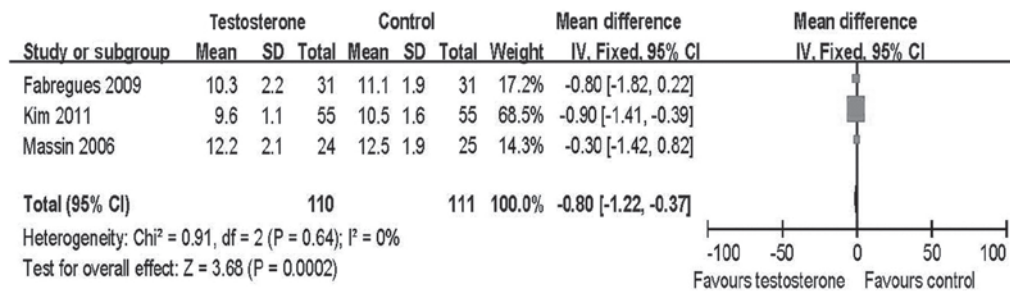 Testosterone Control Mean difference Mean difference
Study or subgroup Mean SD Total Mean SD Total Weight IV, Fixed, 95% CI IV, Fixed, 95% CI
Fabregues 2009 10.3 2.2 31 11.1 1.9 31 17.2% -0.80 [-1.82, 0.22]
Kim 2011 9.6 1.1 55 10.5 1.6 55 68.5% -0.90 [-1.41, -0.39]
Massin 2006 12.2 2.1 24 12.5 1.9 25 14.3% -0.30 [-1.42, 0.82]
Total (95% CI) 110 111 100.0% -0.80 [-1.22, -0.37]
Heterogeneity: Chi² = 0.91, df = 2 (P = 0.64); I² = 0%
Test for overall effect: Z = 3.68 (P = 0.0002)
-100 -50 0 50 100
Favours testosterone Favours control